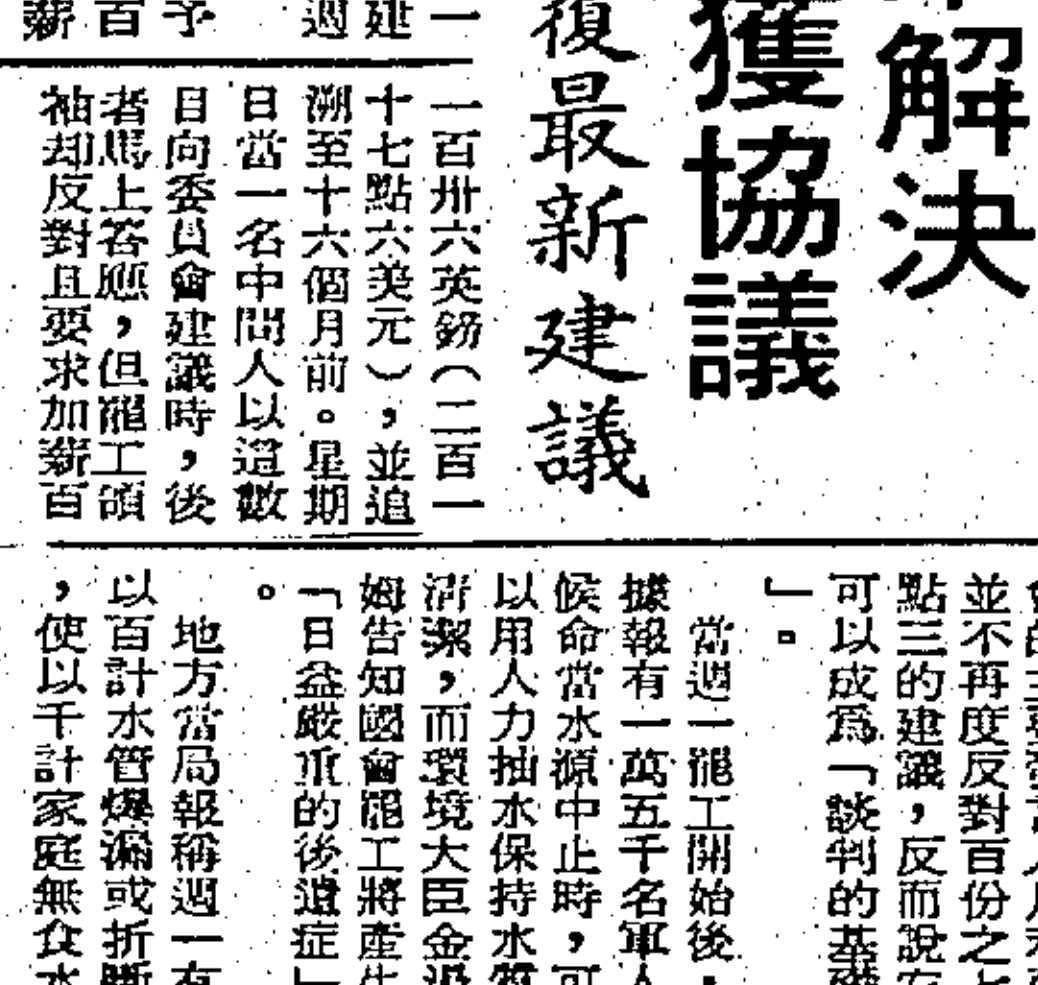 解決
獲協議
復最新建議
一
建
週
予
百
薪
一百卅六英鎊（二百一
十七點六美元），並追
溯至十六個月前。星期
日當一名中間人以這數
目向委員會建議時，後
者馬上答應，但罷工領
袖却反對且要求加薪百
並不再度反對百份之七
點三的建議，反而說在
可以成爲「談判的基礎
」。
當週一罷工開始後，
據報有一萬五千名軍人
候命當水源中止時，可
以用人力抽水保持水質
清潔，而環境大臣金
姆告知國會罷工將產生
「日益嚴重的後遺症」
。
地方當局報稱週一有
以百計水管爆漏或折斷
，使以千計家庭無食水